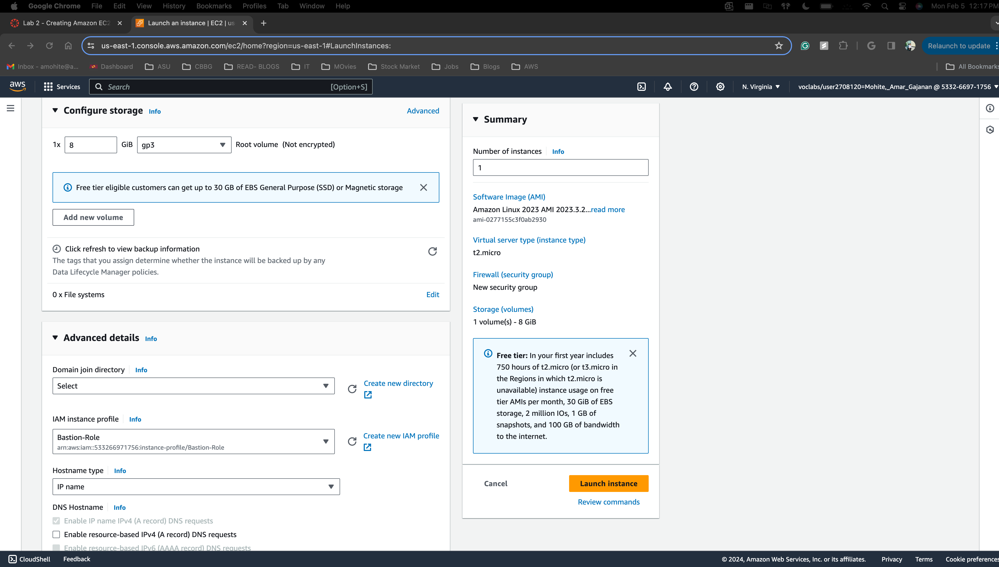 Google Chrome File Edit View History Bookmarks Profiles Tab Window Help Mon Feb 5 12:17 PM
Lab 2 - Creating Amazon EC2
Launch an instance | EC2 | us
us-east-1.console.aws.amazon.com/ec2/home?region=us-east-1#LaunchInstances:
Relaunch to update
Inbox - amohite@a... Dashboard ASU CBBG READ- BLOGS IT MOvies Stock Market Jobs Blogs AWS All Bookmarks
aws Services Search [Option+S] N. Virginia voclabs/user2708120=Mohite,_Amar_Gajanan @ 5332-6697-1756
Configure storage Info Advanced
1x 8 GiB gp3 Root volume (Not encrypted)
Free tier eligible customers can get up to 30 GB of EBS General Purpose (SSD) or Magnetic storage
Add new volume
Click refresh to view backup information
The tags that you assign determine whether the instance will be backed up by any
Data Lifecycle Manager policies.
0 x File systems Edit
Advanced details Info
Domain join directory Info
Select
Create new directory
IAM instance profile Info
Bastion-Role
arn:aws:iam::533266971756:instance-profile/Bastion-Role
Create new IAM profile
Hostname type Info
IP name
DNS Hostname Info
Enable IP name IPv4 (A record) DNS requests
Enable resource-based IPv4 (A record) DNS requests
Enable resource-based IPv6 (AAAA record) DNS requests
Summary
Number of instances Info
1
Software Image (AMI)
Amazon Linux 2023 AMI 2023.3.2...read more
ami-0277155c3f0ab2930
Virtual server type (instance type)
t2.micro
Firewall (security group)
New security group
Storage (volumes)
1 volume(s) - 8 GiB
Free tier: In your first year includes
750 hours of t2.micro (or t3.micro in
the Regions in which t2.micro is
unavailable) instance usage on free
tier AMIs per month, 30 GiB of EBS
storage, 2 million IOs, 1 GB of
snapshots, and 100 GB of bandwidth
to the internet.
Cancel
Launch instance
Review commands
CloudShell Feedback © 2024, Amazon Web Services, Inc. or its affiliates. Privacy Terms Cookie preferences